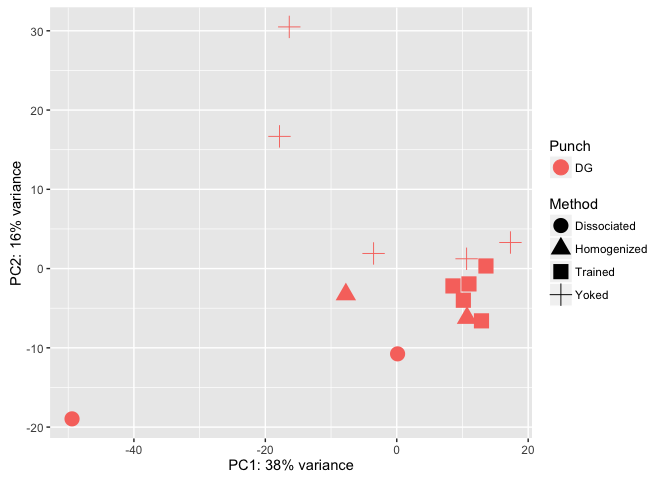 30
20
10
0
-10
-20
-40
-20
0
20
PC1: 38% variance
PC2: 16% variance
Punch
DG
Method
Dissociated
Homogenized
Trained
Yoked